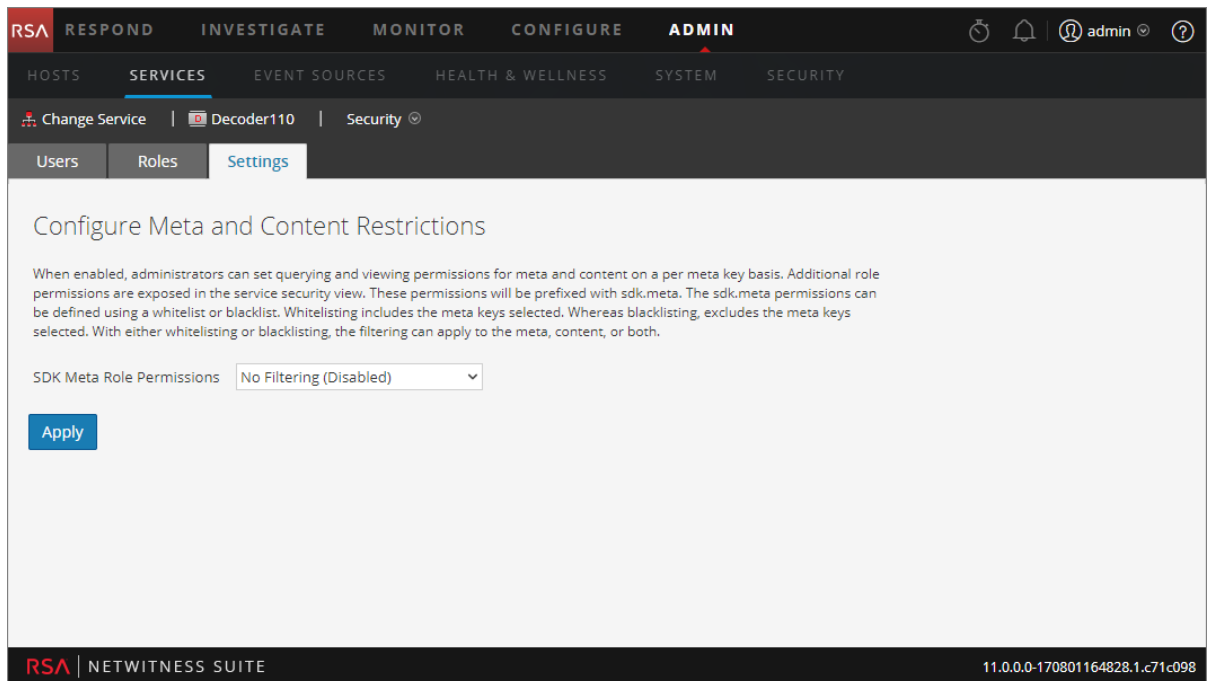 RSA RESPOND INVESTIGATE MONITOR CONFIGURE ADMIN admin ?
HOSTS SERVICES EVENT SOURCES HEALTH & WELLNESS SYSTEM SECURITY
Change Service | D Decoder110 | Security
Users Roles Settings
Configure Meta and Content Restrictions
When enabled, administrators can set querying and viewing permissions for meta and content on a per meta key basis. Additional role
permissions are exposed in the service security view. These permissions will be prefixed with sdk.meta. The sdk.meta permissions can
be defined using a whitelist or blacklist. Whitelisting includes the meta keys selected. Whereas blacklisting, excludes the meta keys
selected. With either whitelisting or blacklisting, the filtering can apply to the meta, content, or both.
SDK Meta Role Permissions No Filtering (Disabled)
Apply
RSA | NETWITNESS SUITE 11.0.0.0-170801164828.1.c71c098